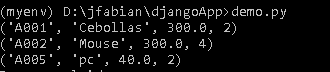 (myenv) D:\jfabian\djangoApp>demo.py
('A001', 'Cebollas', 300.0, 2)
('A002', 'Mouse', 300.0, 4)
('A005', 'pc', 40.0, 2)